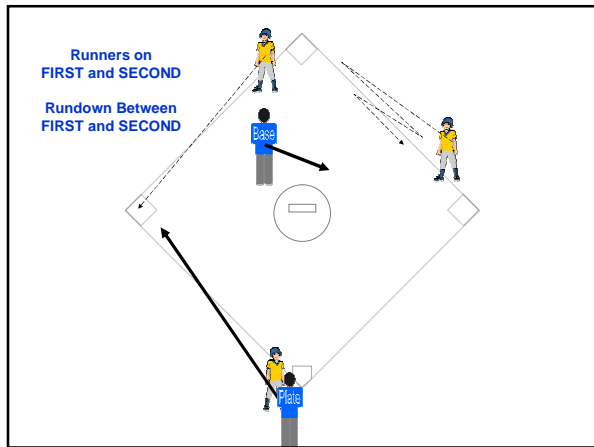 Runners on
FIRST and SECOND
Rundown Between
FIRST and SECOND
Base
Plate